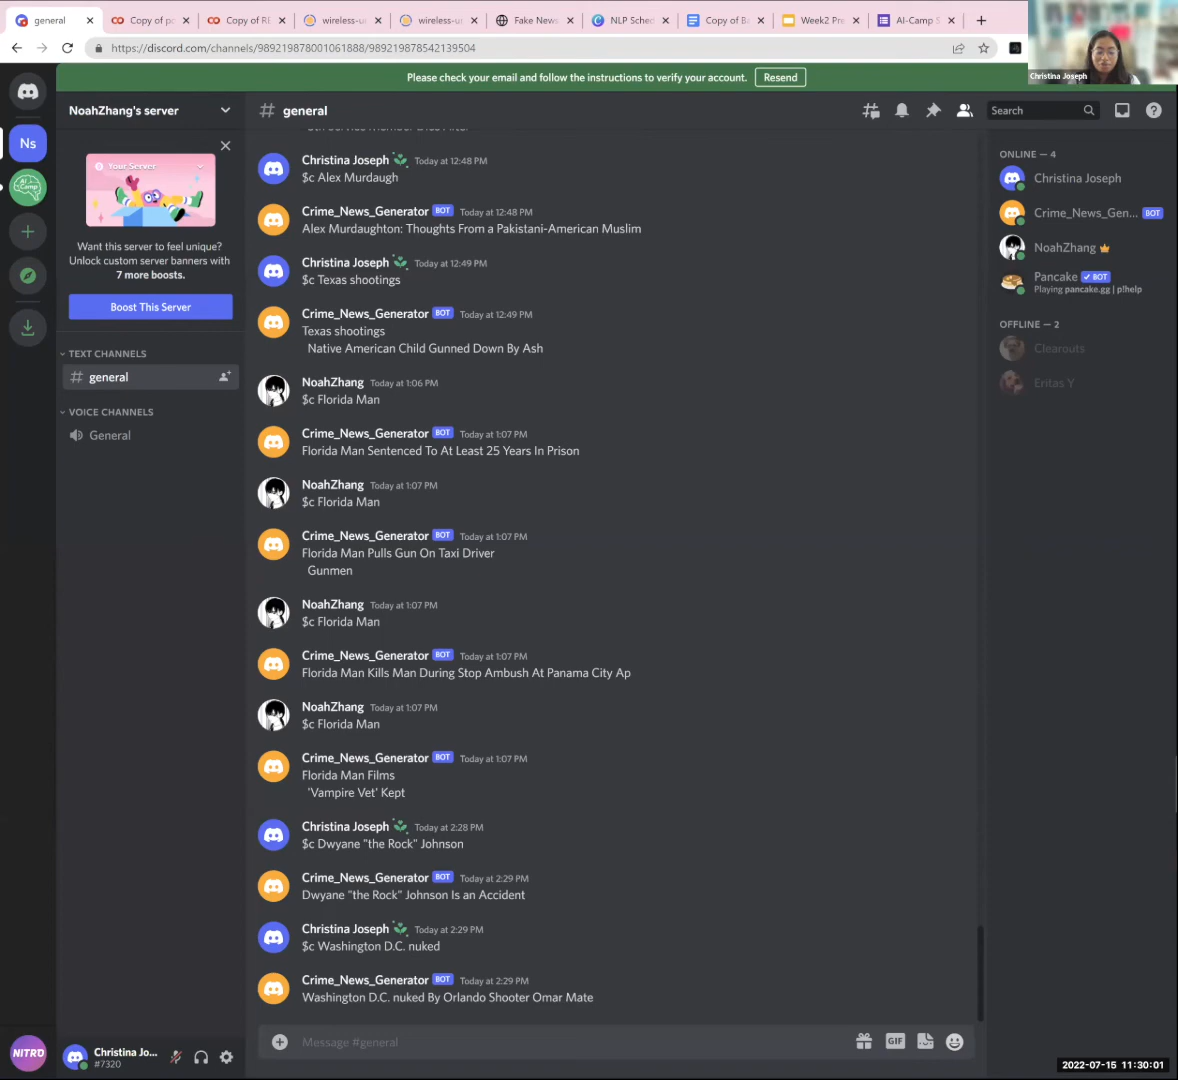 general
Copy of po
Copy of RE
wireless-u
wireless-u
Fake News
NLP Sched
Copy of Ba
Week2 Pre
AI-Camp S
https://discord.com/channels/989219878001061888/989219878542139504
Christina Joseph
Please check your email and follow the instructions to verify your account.
Resend
NoahZhang's server
# general
Search
Ns
AI Camp
Your Server
Want this server to feel unique?
Unlock custom server banners with
7 more boosts.
Boost This Server
TEXT CHANNELS
# general
VOICE CHANNELS
General
Christina Joseph Today at 12:48 PM
$c Alex Murdaugh
Crime_News_Generator BOT Today at 12:48 PM
Alex Murdaughton: Thoughts From a Pakistani-American Muslim
Christina Joseph Today at 12:49 PM
$c Texas shootings
Crime_News_Generator BOT Today at 12:49 PM
Texas shootings
Native American Child Gunned Down By Ash
NoahZhang Today at 1:06 PM
$c Florida Man
Crime_News_Generator BOT Today at 1:07 PM
Florida Man Sentenced To At Least 25 Years In Prison
NoahZhang Today at 1:07 PM
$c Florida Man
Crime_News_Generator BOT Today at 1:07 PM
Florida Man Pulls Gun On Taxi Driver
Gunmen
NoahZhang Today at 1:07 PM
$c Florida Man
Crime_News_Generator BOT Today at 1:07 PM
Florida Man Kills Man During Stop Ambush At Panama City Ap
NoahZhang Today at 1:07 PM
$c Florida Man
Crime_News_Generator BOT Today at 1:07 PM
Florida Man Films
'Vampire Vet' Kept
Christina Joseph Today at 2:28 PM
$c Dwyane "the Rock" Johnson
Crime_News_Generator BOT Today at 2:29 PM
Dwyane "the Rock" Johnson Is an Accident
Christina Joseph Today at 2:29 PM
$c Washington D.C. nuked
Crime_News_Generator BOT Today at 2:29 PM
Washington D.C. nuked By Orlando Shooter Omar Mate
Message #general
GIF
ONLINE — 4
Christina Joseph
Crime_News_Gen... BOT
NoahZhang
Pancake BOT
Playing pancake.gg | p!help
OFFLINE — 2
Clearouts
Eritas Y
NITRO
Christina Jo...
#7320
2022-07-15 11:30:01